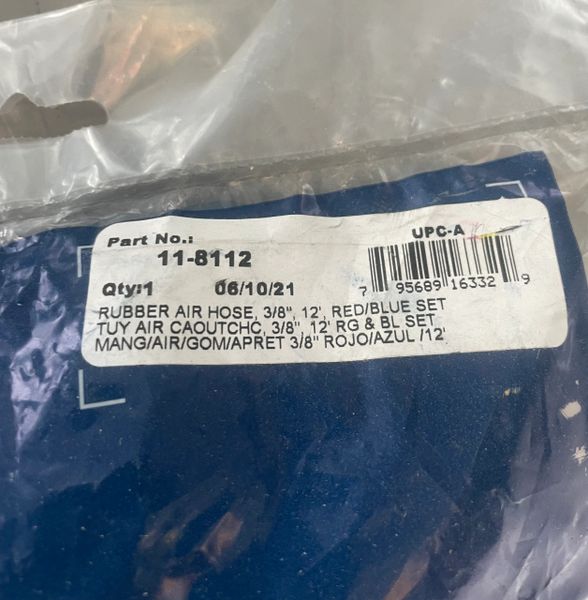 Part No.:
11-8112
UPC-A
Qty:1 06/10/21
7 95689 16332 9
RUBBER AIR HOSE, 3/8", 12', RED/BLUE SET
TUY AIR CAOUTCHC, 3/8", 12' RG & BL SET
MANG/AIR/GOM/APRET 3/8" ROJO/AZUL /12'